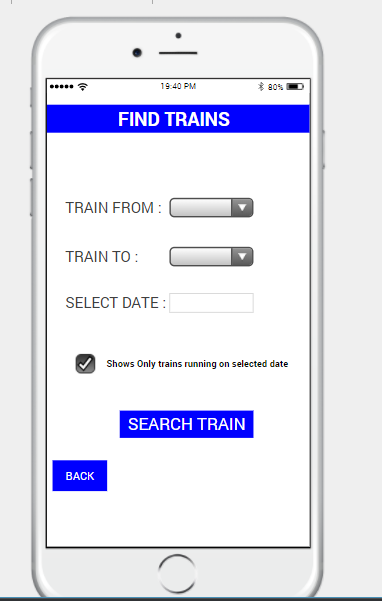 19:40 PM 80%
FIND TRAINS
TRAIN FROM :
TRAIN TO :
SELECT DATE :
Shows Only trains running on selected date
SEARCH TRAIN
BACK